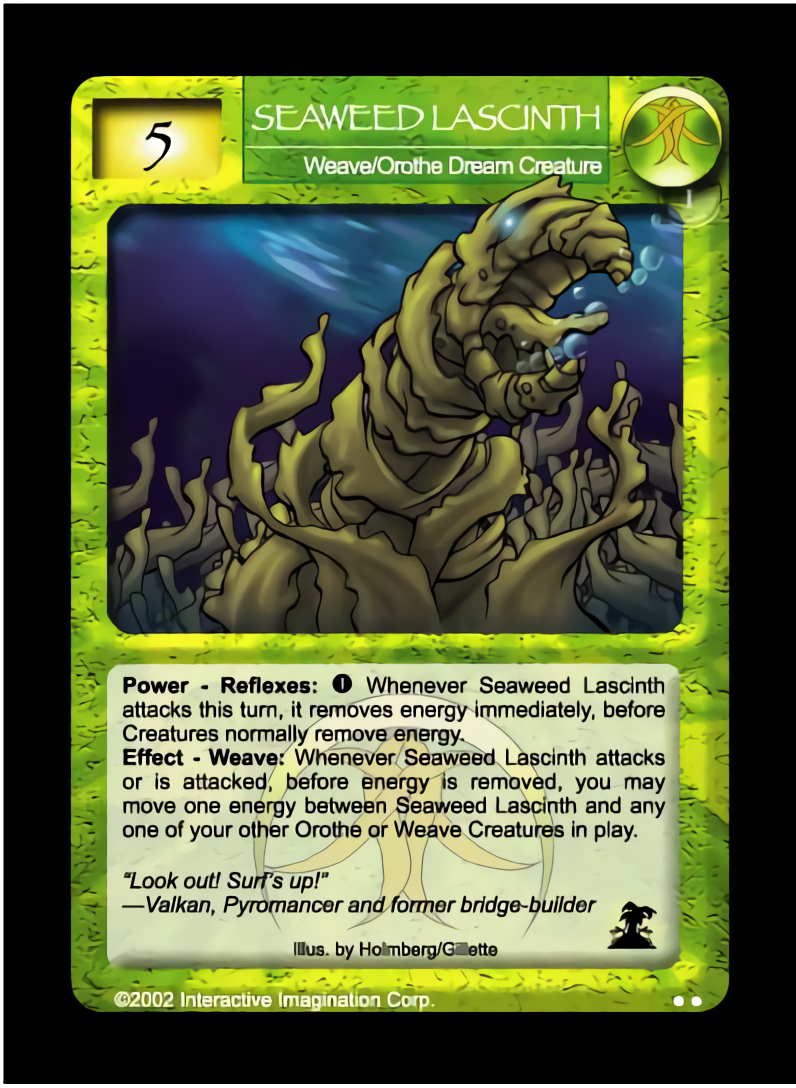 5
SEAWEED LASCINTH
Weave/Orothe Dream Creature
1
Power - Reflexes: 1 Whenever Seaweed Lascinth
attacks this turn, it removes energy immediately, before
Creatures normally remove energy.
Effect - Weave: Whenever Seaweed Lascinth attacks
or is attacked, before energy is removed, you may
move one energy between Seaweed Lascinth and any
one of your other Orothe or Weave Creatures in play.
"Look out! Surf's up!"
—Valkan, Pyromancer and former bridge-builder
Illus. by Holmberg/
©2002 Interactive Imagination Corp.